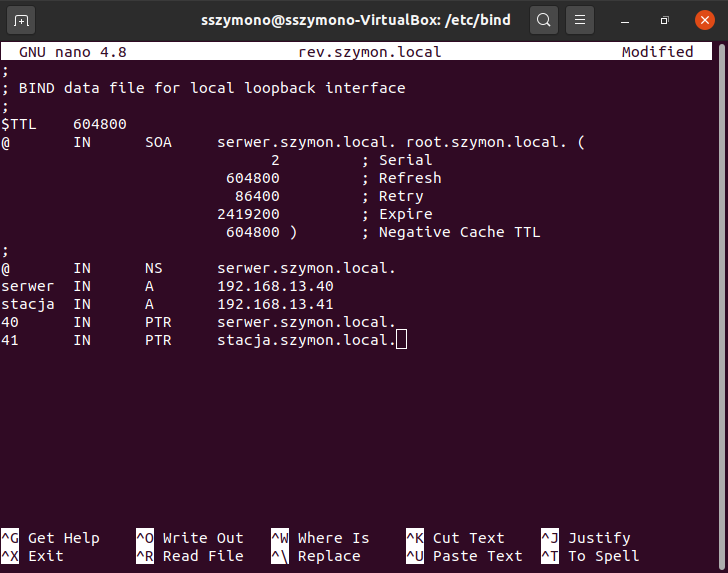 sszymono@sszymono-VirtualBox: /etc/bind
GNU nano 4.8 rev.szymon.local Modified
;
; BIND data file for local loopback interface
;
$TTL 604800
@ IN SOA serwer.szymon.local. root.szymon.local. (
2 ; Serial
604800 ; Refresh
86400 ; Retry
2419200 ; Expire
604800 ) ; Negative Cache TTL
;
@ IN NS serwer.szymon.local.
serwer IN A 192.168.13.40
stacja IN A 192.168.13.41
40 IN PTR serwer.szymon.local.
41 IN PTR stacja.szymon.local.
^G Get Help ^O Write Out ^W Where Is ^K Cut Text ^J Justify
^X Exit ^R Read File ^\ Replace ^U Paste Text ^T To Spell